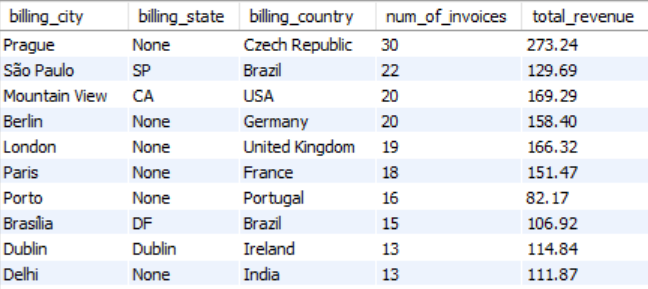 billing_city billing_state billing_country num_of_invoices total_revenue
Prague None Czech Republic 30 273.24
São Paulo SP Brazil 22 129.69
Mountain View CA USA 20 169.29
Berlin None Germany 20 158.40
London None United Kingdom 19 166.32
Paris None France 18 151.47
Porto None Portugal 16 82.17
Brasília DF Brazil 15 106.92
Dublin Dublin Ireland 13 114.84
Delhi None India 13 111.87